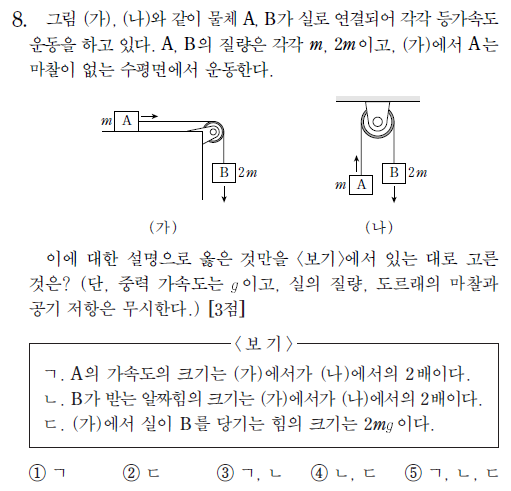 8. 그림 (가), (나)와 같이 물체 A, B가 실로 연결되어 각각 등가속도
운동을 하고 있다. A, B의 질량은 각각 m, 2m이고, (가)에서 A는
마찰이 없는 수평면에서 운동한다.
m A
B 2m
(가)
m A
B 2m
(나)
이에 대한 설명으로 옳은 것만을 <보기>에서 있는 대로 고른
것은? (단, 중력 가속도는 g이고, 실의 질량, 도르래의 마찰과
공기 저항은 무시한다.) [3점]
<보 기>
ㄱ. A의 가속도의 크기는 (가)에서가 (나)에서의 2배이다.
ㄴ. B가 받는 알짜힘의 크기는 (가)에서가 (나)에서의 2배이다.
ㄷ. (가)에서 실이 B를 당기는 힘의 크기는 2mg이다.
① ㄱ ② ㄷ ③ ㄱ, ㄴ ④ ㄴ, ㄷ ⑤ ㄱ, ㄴ, ㄷ